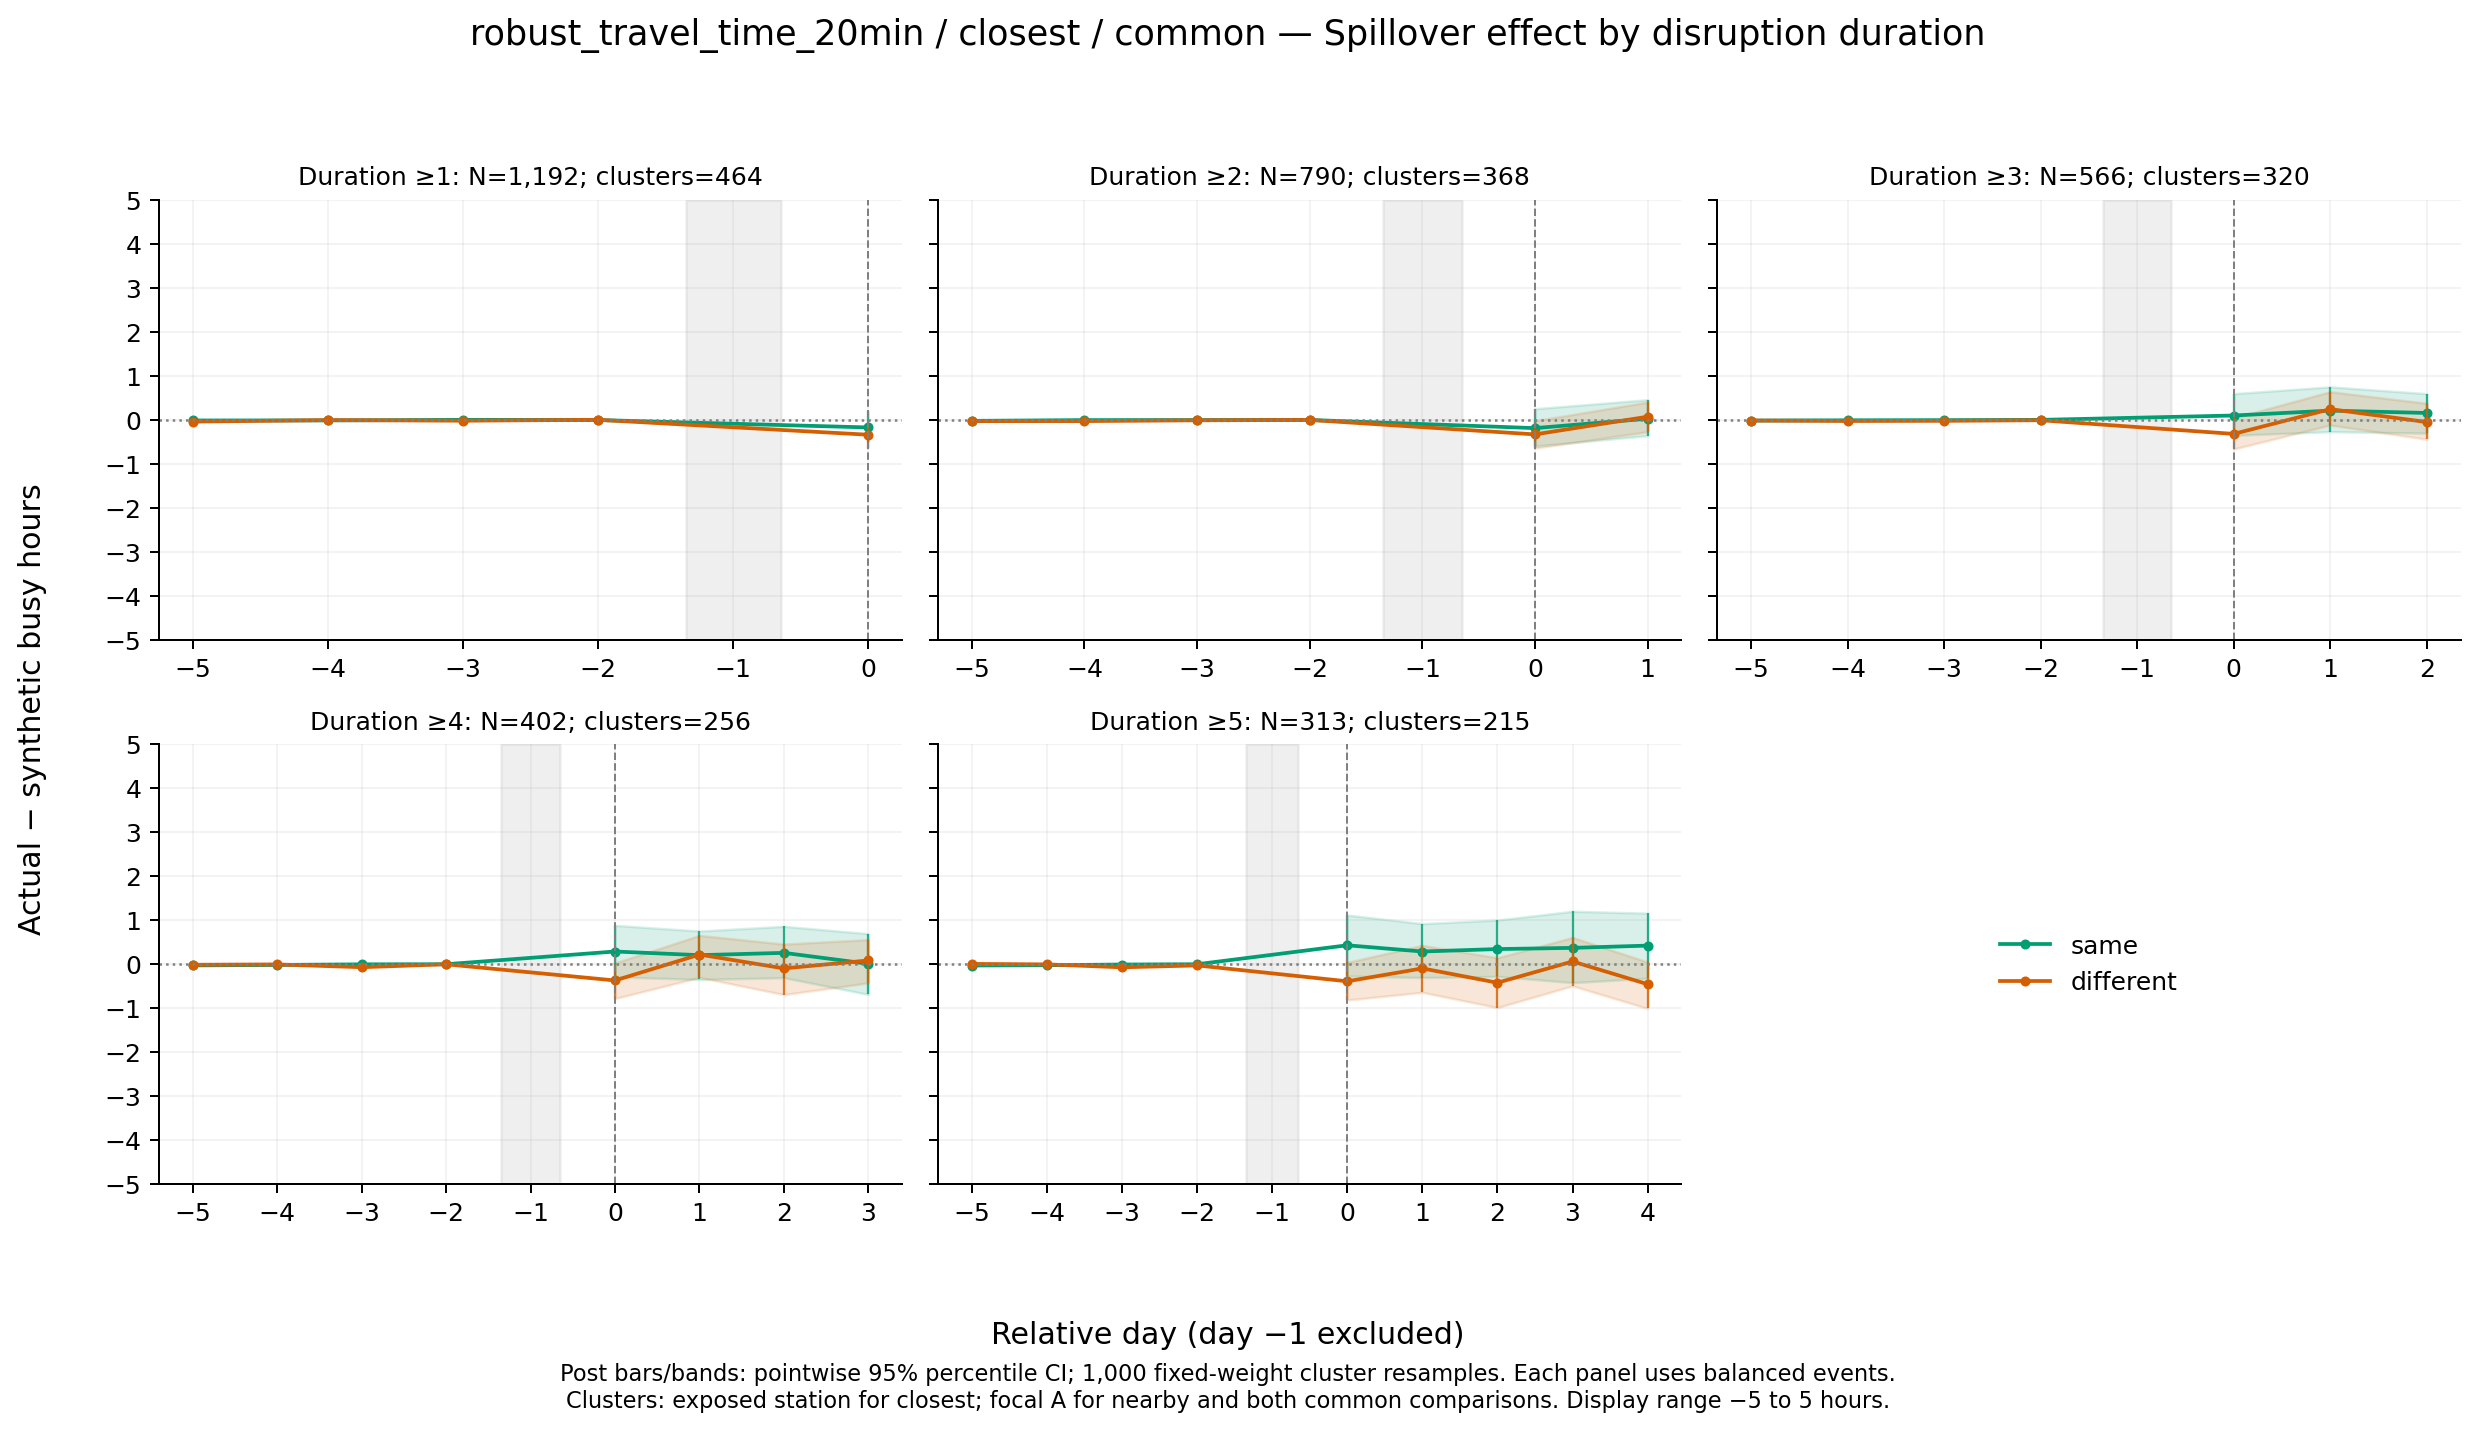 robust_travel_time_20min / closest / common — Spillover effect by disruption duration
Duration ≥1: N=1,192; clusters=464
Duration ≥2: N=790; clusters=368
Duration ≥3: N=566; clusters=320
5
4
3
2
1
0
−1
−2
−3
−4
−5
−5 −4 −3 −2 −1 0
−5 −4 −3 −2 −1 0 1
−5 −4 −3 −2 −1 0 1 2
Actual − synthetic busy hours
Duration ≥4: N=402; clusters=256
Duration ≥5: N=313; clusters=215
5
4
3
2
1
0
−1
−2
−3
−4
−5
−5 −4 −3 −2 −1 0 1 2 3
−5 −4 −3 −2 −1 0 1 2 3 4
same
different
Relative day (day −1 excluded)
Post bars/bands: pointwise 95% percentile CI; 1,000 fixed-weight cluster resamples. Each panel uses balanced events.
Clusters: exposed station for closest; focal A for nearby and both common comparisons. Display range −5 to 5 hours.